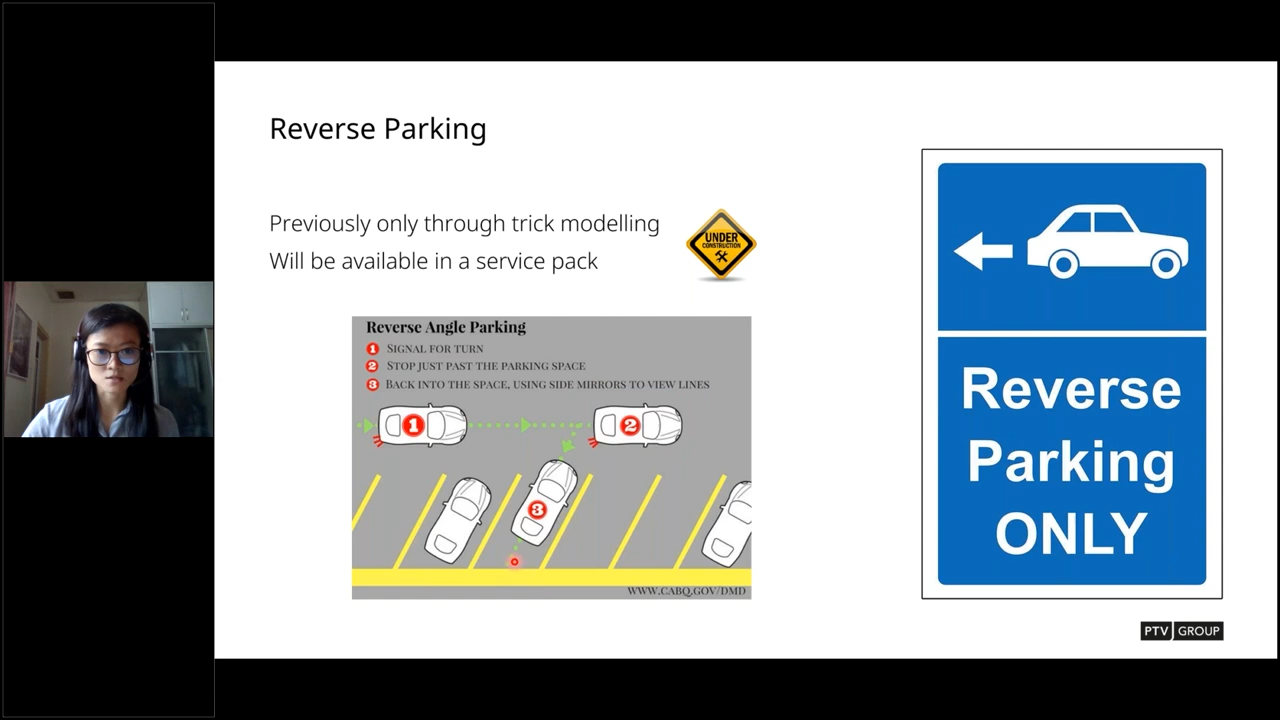 Reverse Parking
Previously only through trick modelling
Will be available in a service pack
UNDER
CONSTRUCTION
Reverse Angle Parking
1 SIGNAL FOR TURN
2 STOP JUST PAST THE PARKING SPACE
3 BACK INTO THE SPACE, USING SIDE MIRRORS TO VIEW LINES
1
2
3
WWW.CABQ.GOV/DMD
Reverse
Parking
ONLY
PTV GROUP